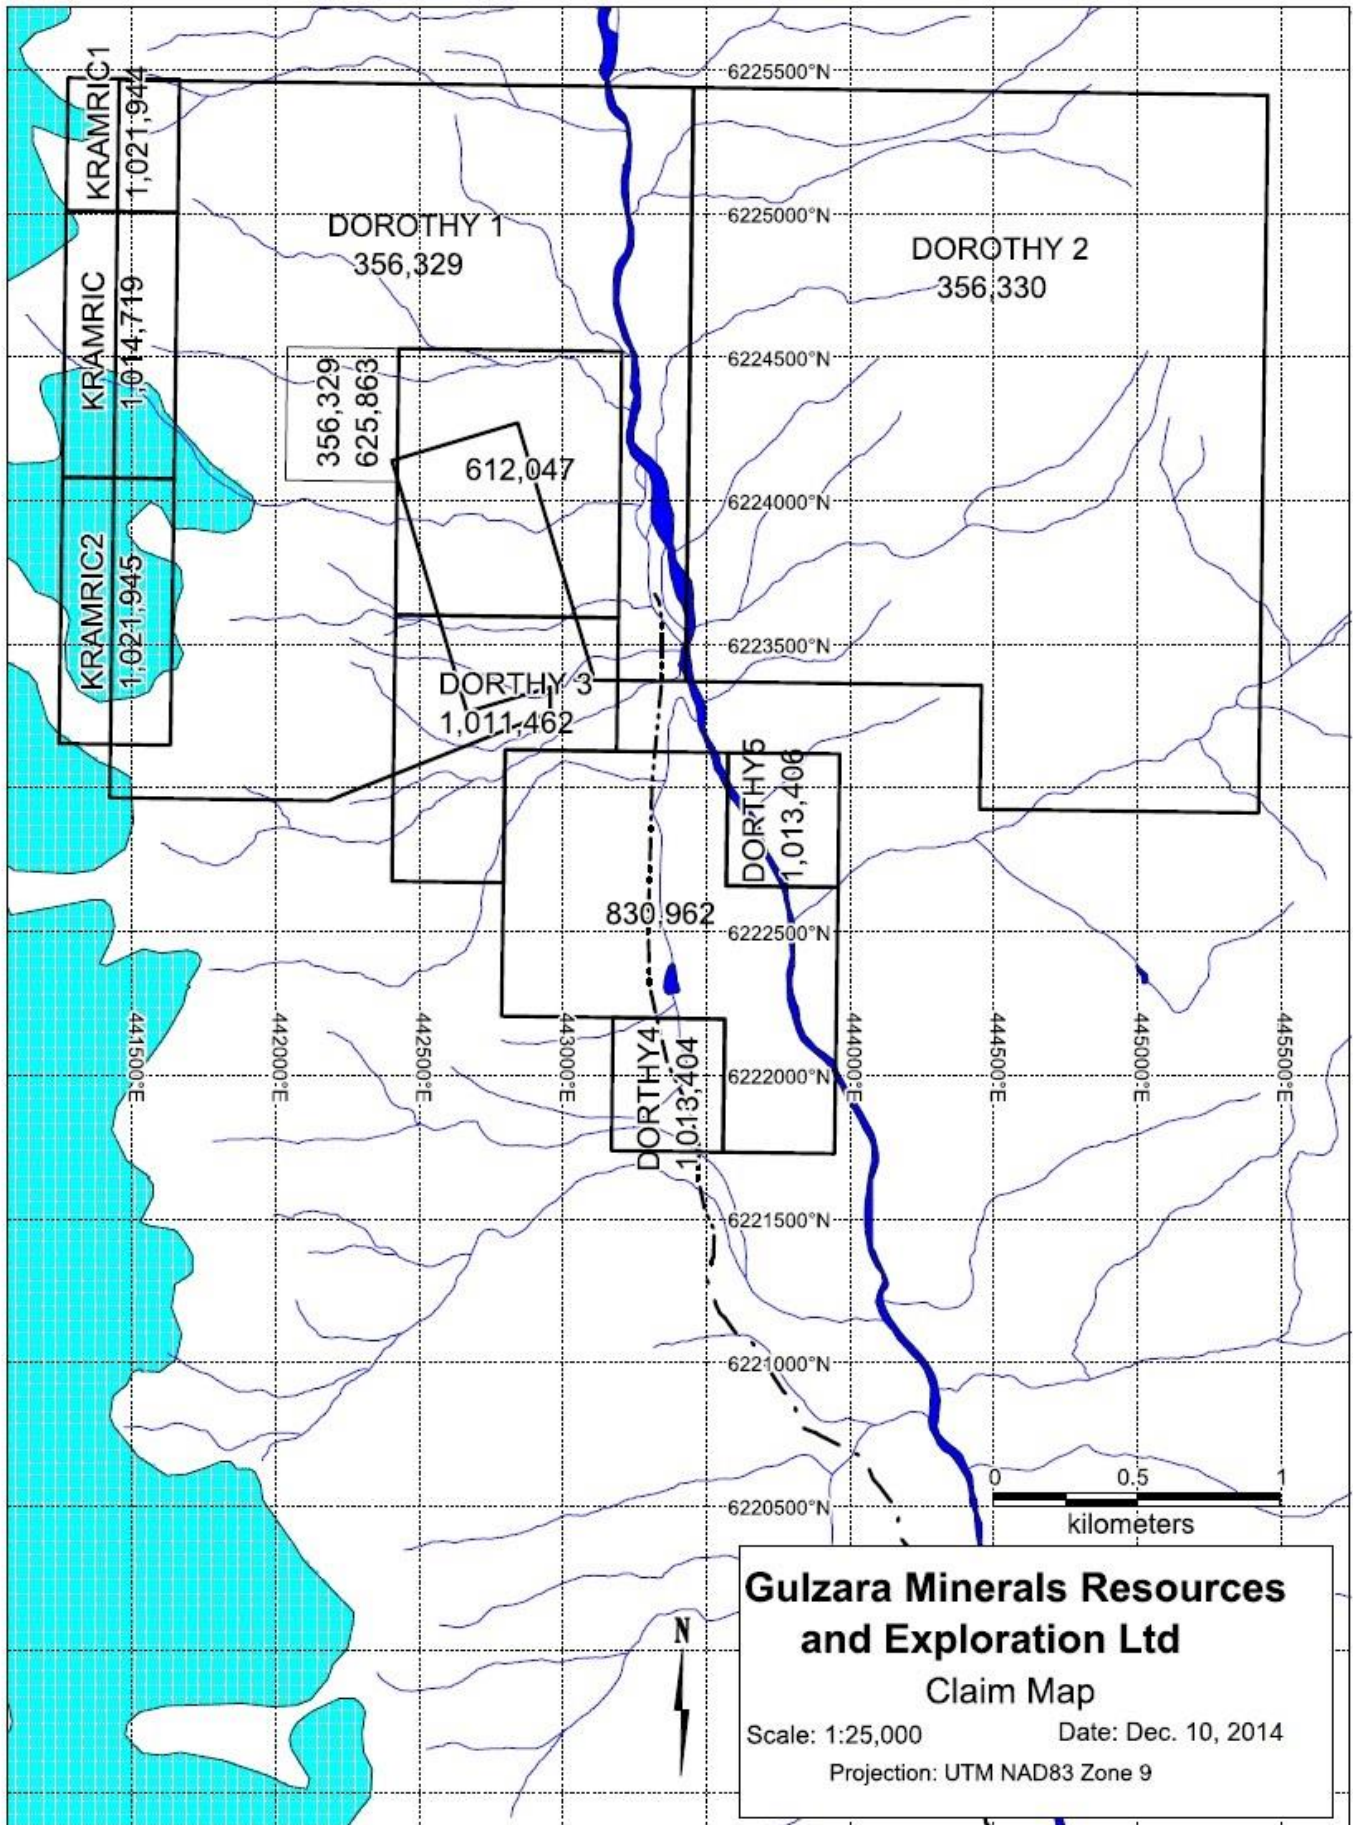 6225500°N
KRAMRIC1
1,021,944
6225000°N
DOROTHY 1
356,329
DOROTHY 2
356,330
KRAMRIC
1,014,719
6224500°N
356,329
625,863
612,047
6224000°N
KRAMRIC2
1,021,945
6223500°N
DORTHY 3
1,011,462
DORTHY5
1,013,406
830,962
6222500°N
441500°E
442000°E
442500°E
443000°E
444000°E
444500°E
445000°E
445500°E
DORTHY4
1,013,404
6222000°N
6221500°N
6221000°N
0 0.5 1
6220500°N
kilometers
Gulzara Minerals Resources
and Exploration Ltd
Claim Map
N
Scale: 1:25,000 Date: Dec. 10, 2014
Projection: UTM NAD83 Zone 9